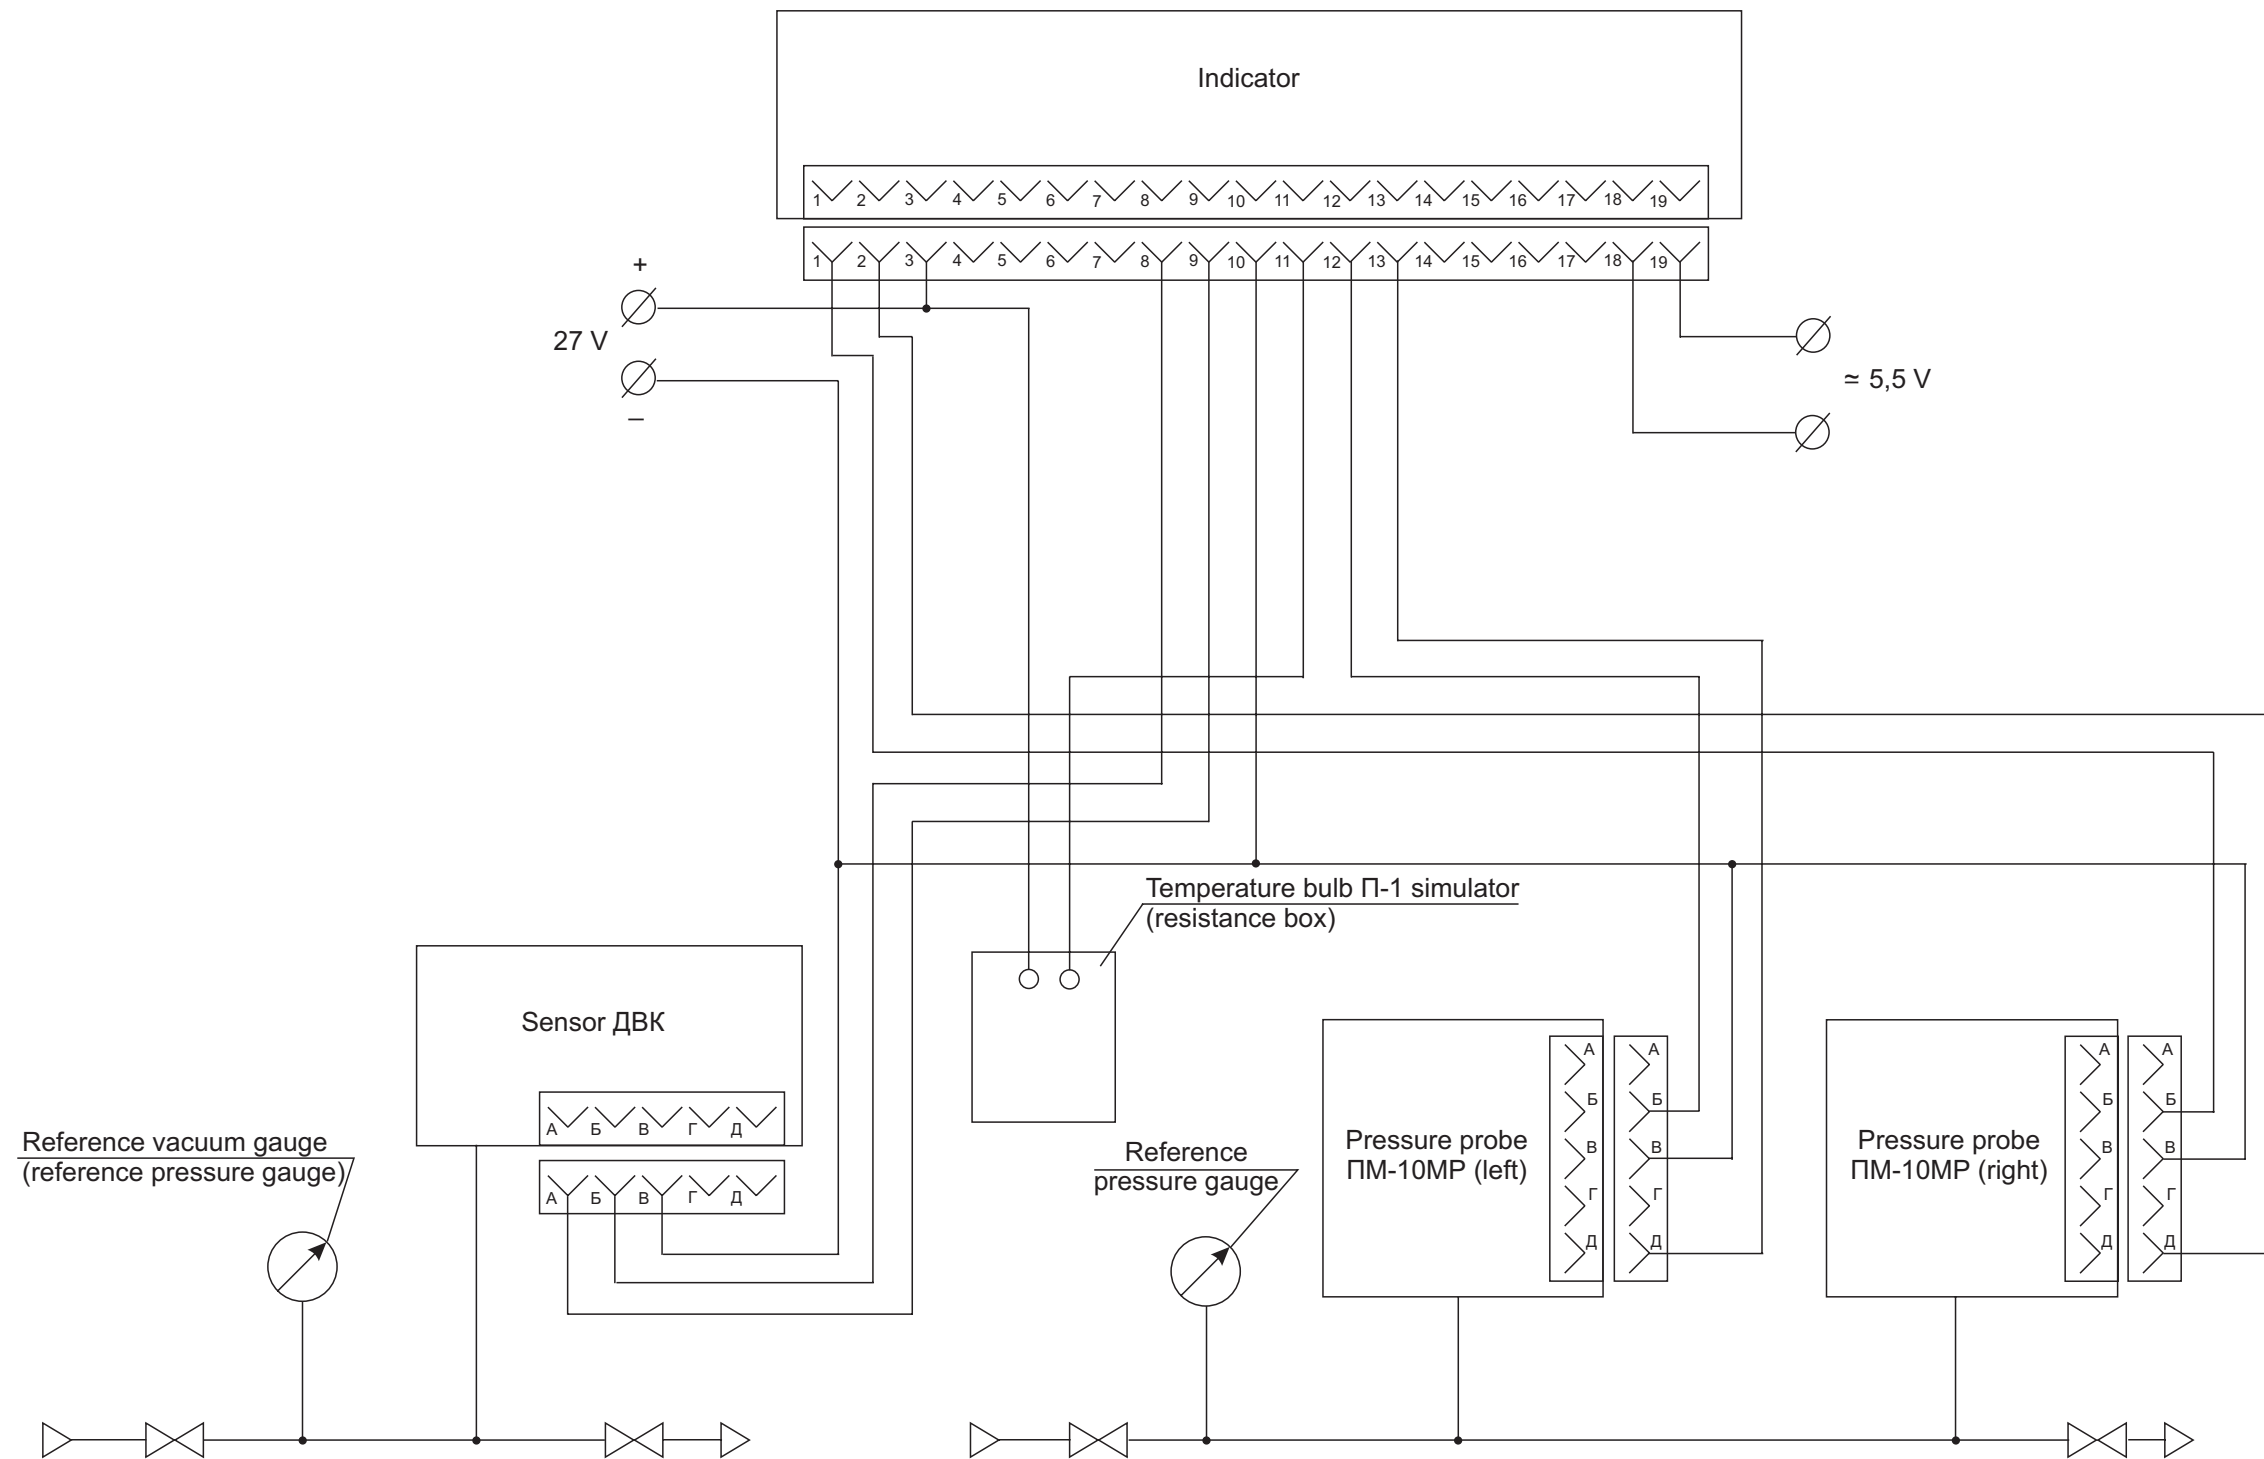 Indicator
1 2 3 4 5 6 7 8 9 10 11 12 13 14 15 16 17 18 19
1 2 3 4 5 6 7 8 9 10 11 12 13 14 15 16 17 18 19
+
27 V
–
≃ 5,5 V
Temperature bulb П-1 simulator
(resistance box)
Sensor ДВК
А Б В Г Д
А Б В Г Д
Reference vacuum gauge
(reference pressure gauge)
Reference
pressure gauge
Pressure probe
ПМ-10МР (left)
А
Б
В
Г
Д
А
Б
В
Г
Д
Pressure probe
ПМ-10МР (right)
А
Б
В
Г
Д
А
Б
В
Г
Д